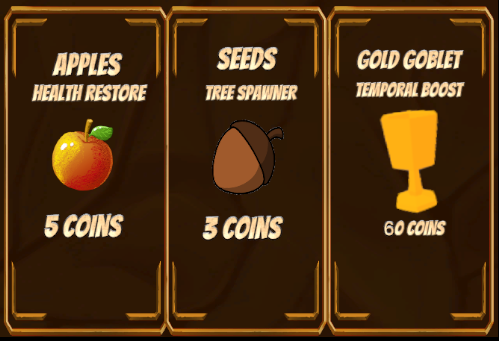 APPLES
HEALTH RESTORE
5 COINS
SEEDS
TREE SPAWNER
3 COINS
GOLD GOBLET
TEMPORAL BOOST
60 COINS